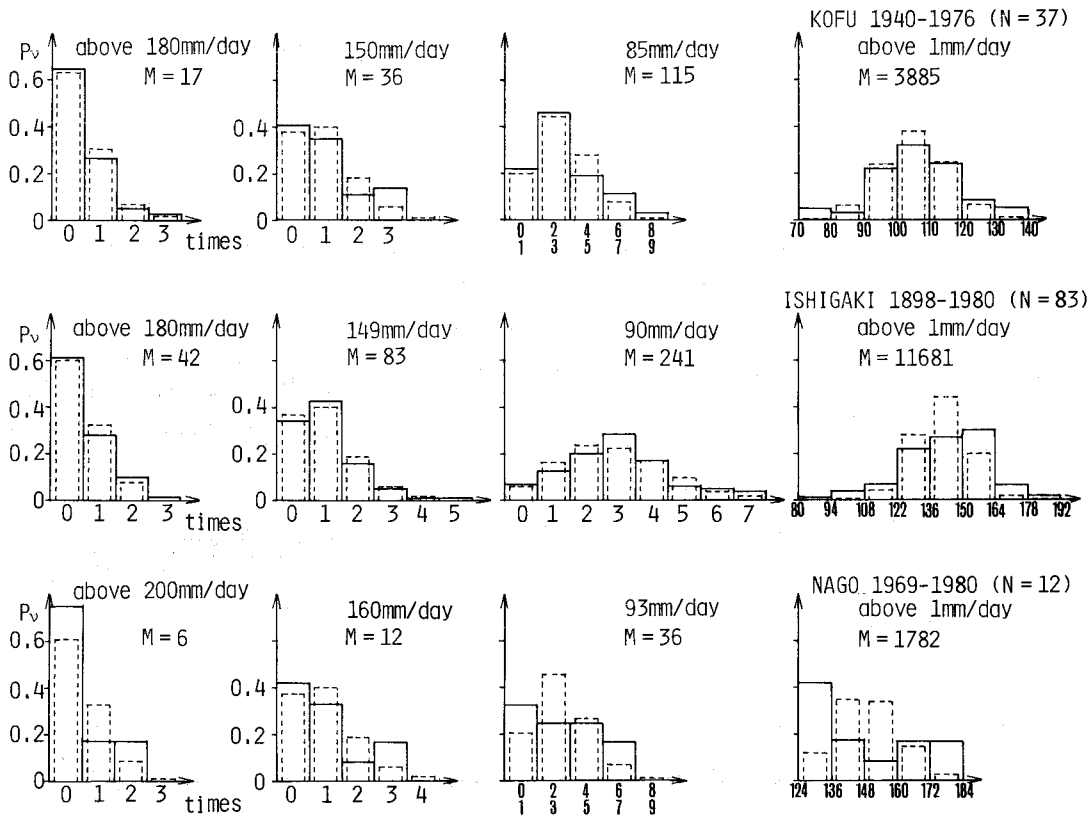 KOFU 1940-1976 (N = 37)
Pν above 180mm/day
M = 17
150mm/day
M = 36
85mm/day
M = 115
above 1mm/day
M = 3885
0.6
0.4
0.2
0
0.4
0.2
0
0 1 2 3 times
0 1 2 3
0 2 4 6 8
1 3 5 7 9
70 80 90 100 110 120 130 140
ISHIGAKI 1898-1980 (N = 83)
Pν above 180mm/day
M = 42
149mm/day
M = 83
90mm/day
M = 241
above 1mm/day
M = 11681
0.6
0.4
0.2
0
0.4
0.2
0
0 1 2 3
times
0 1 2 3 4 5
0 1 2 3 4 5 6 7
80 94 108 122 136 150 164 178 192
NAGO 1969-1980 (N = 12)
Pν above 200mm/day
M = 6
160mm/day
M = 12
93mm/day
M = 36
above 1mm/day
M = 1782
0.6
0.4
0.2
0
0.4
0.2
0
0 1 2 3
times
0 1 2 3 4
0 2 4 6 8
1 3 5 7 9
124 136 148 160 172 184